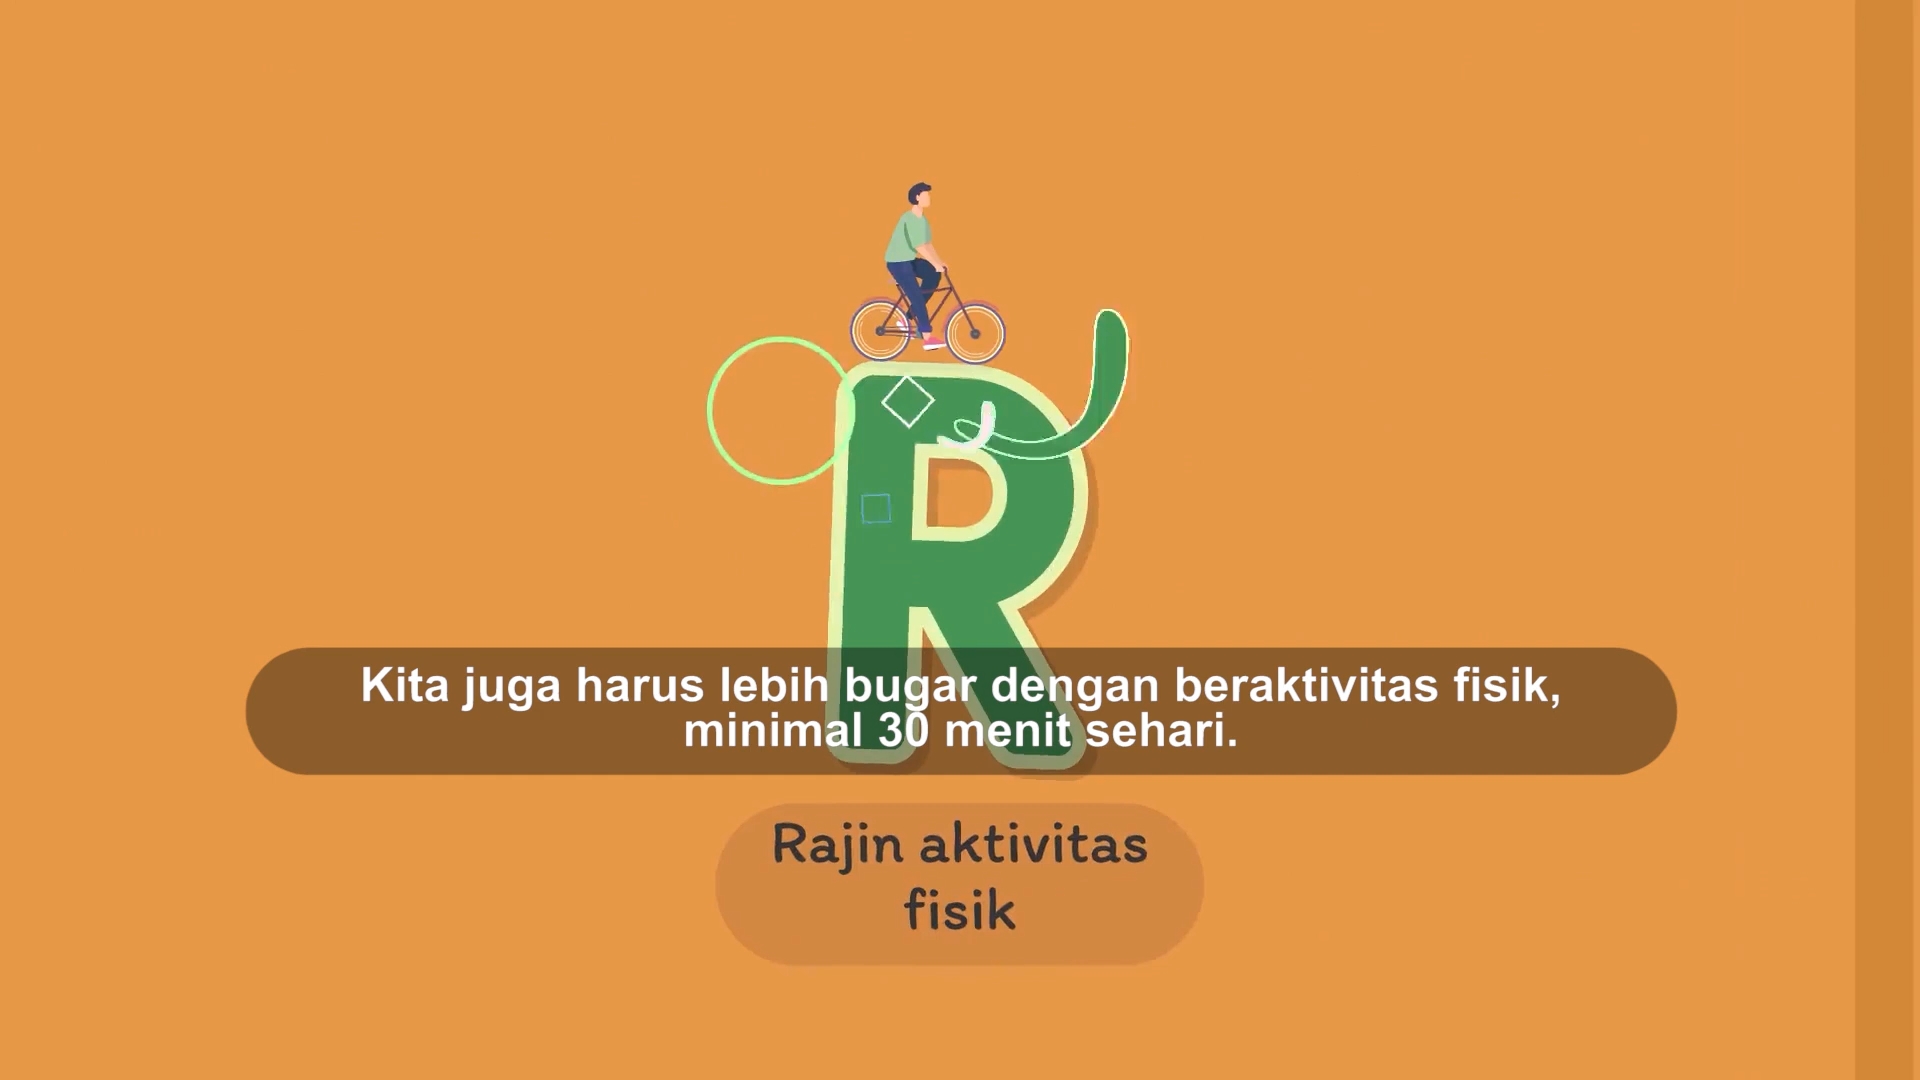 R
Kita juga harus lebih bugar dengan beraktivitas fisik,
minimal 30 menit sehari.
Rajin aktivitas
fisik